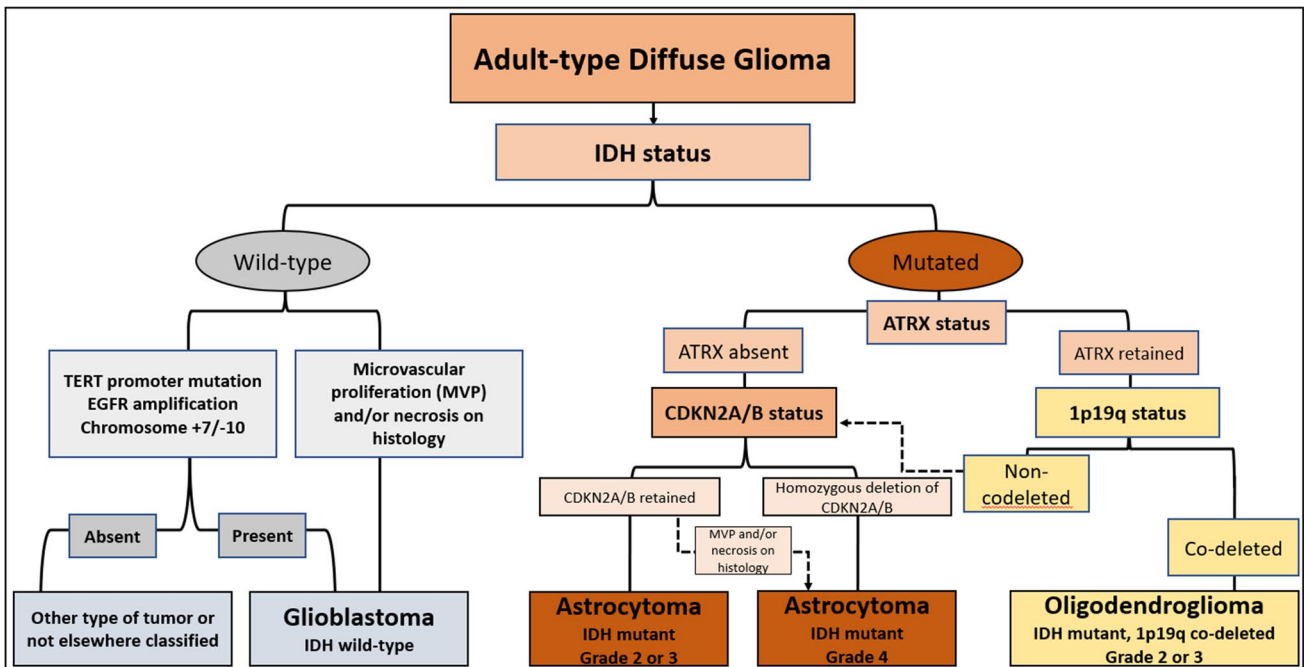 Adult-type Diffuse Glioma
IDH status
Wild-type
Mutated
ATRX status
ATRX absent
ATRX retained
TERT promoter mutation
EGFR amplification
Chromosome +7/-10
Microvascular
proliferation (MVP)
and/or necrosis on
histology
CDKN2A/B status
1p19q status
Non-
codeleted
CDKN2A/B retained
Homozygous deletion of
CDKN2A/B
MVP and/or
necrosis on
histology
Absent
Present
Co-deleted
Other type of tumor or
not elsewhere classified
Glioblastoma
IDH wild-type
Astrocytoma
IDH mutant
Grade 2 or 3
Astrocytoma
IDH mutant
Grade 4
Oligodendroglioma
IDH mutant, 1p19q co-deleted
Grade 2 or 3